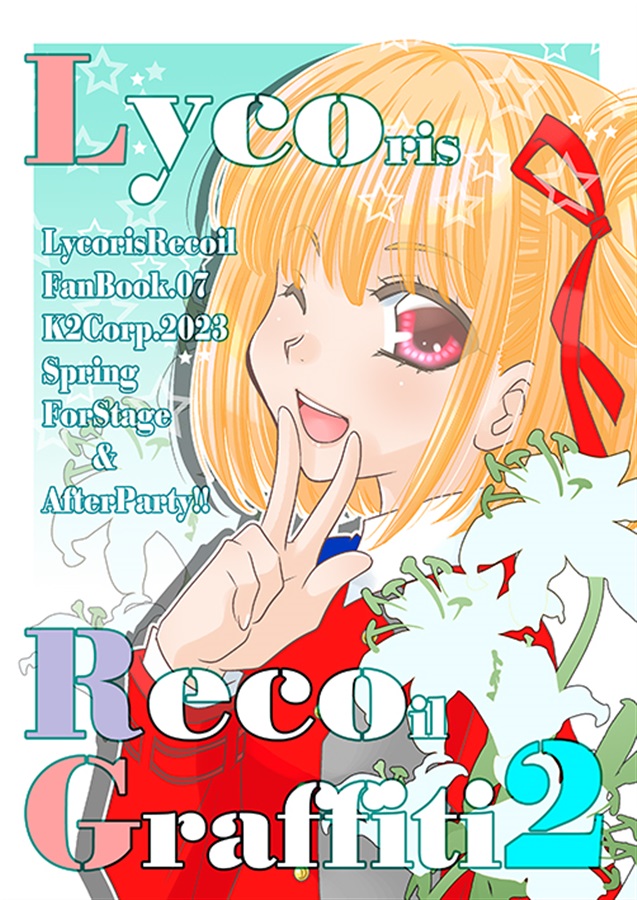 Lycoris
LycorisRecoil
FanBook.07
K2Corp.2023
Spring
ForStage
&
AfterParty!!
Recoil
Graffiti2